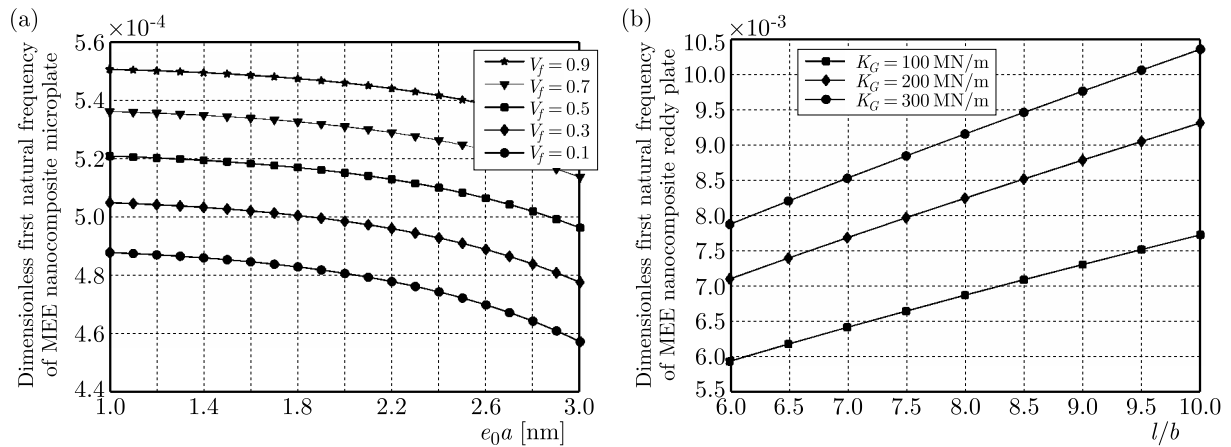 (a)
×10⁻⁴
Dimensionless first natural frequency
of MEE nanocomposite microplate
5.6
5.4
5.2
5.0
4.8
4.6
4.4
1.0 1.4 1.8 2.2 2.6 3.0
e₀a [nm]
V_f = 0.9
V_f = 0.7
V_f = 0.5
V_f = 0.3
V_f = 0.1
(b)
×10⁻³
Dimensionless first natural frequency
of MEE nanocomposite reddy plate
10.5
10.0
9.5
9.0
8.5
8.0
7.5
7.0
6.5
6.0
5.5
6.0 6.5 7.0 7.5 8.0 8.5 9.0 9.5 10.0
l/b
K_G = 100 MN/m
K_G = 200 MN/m
K_G = 300 MN/m